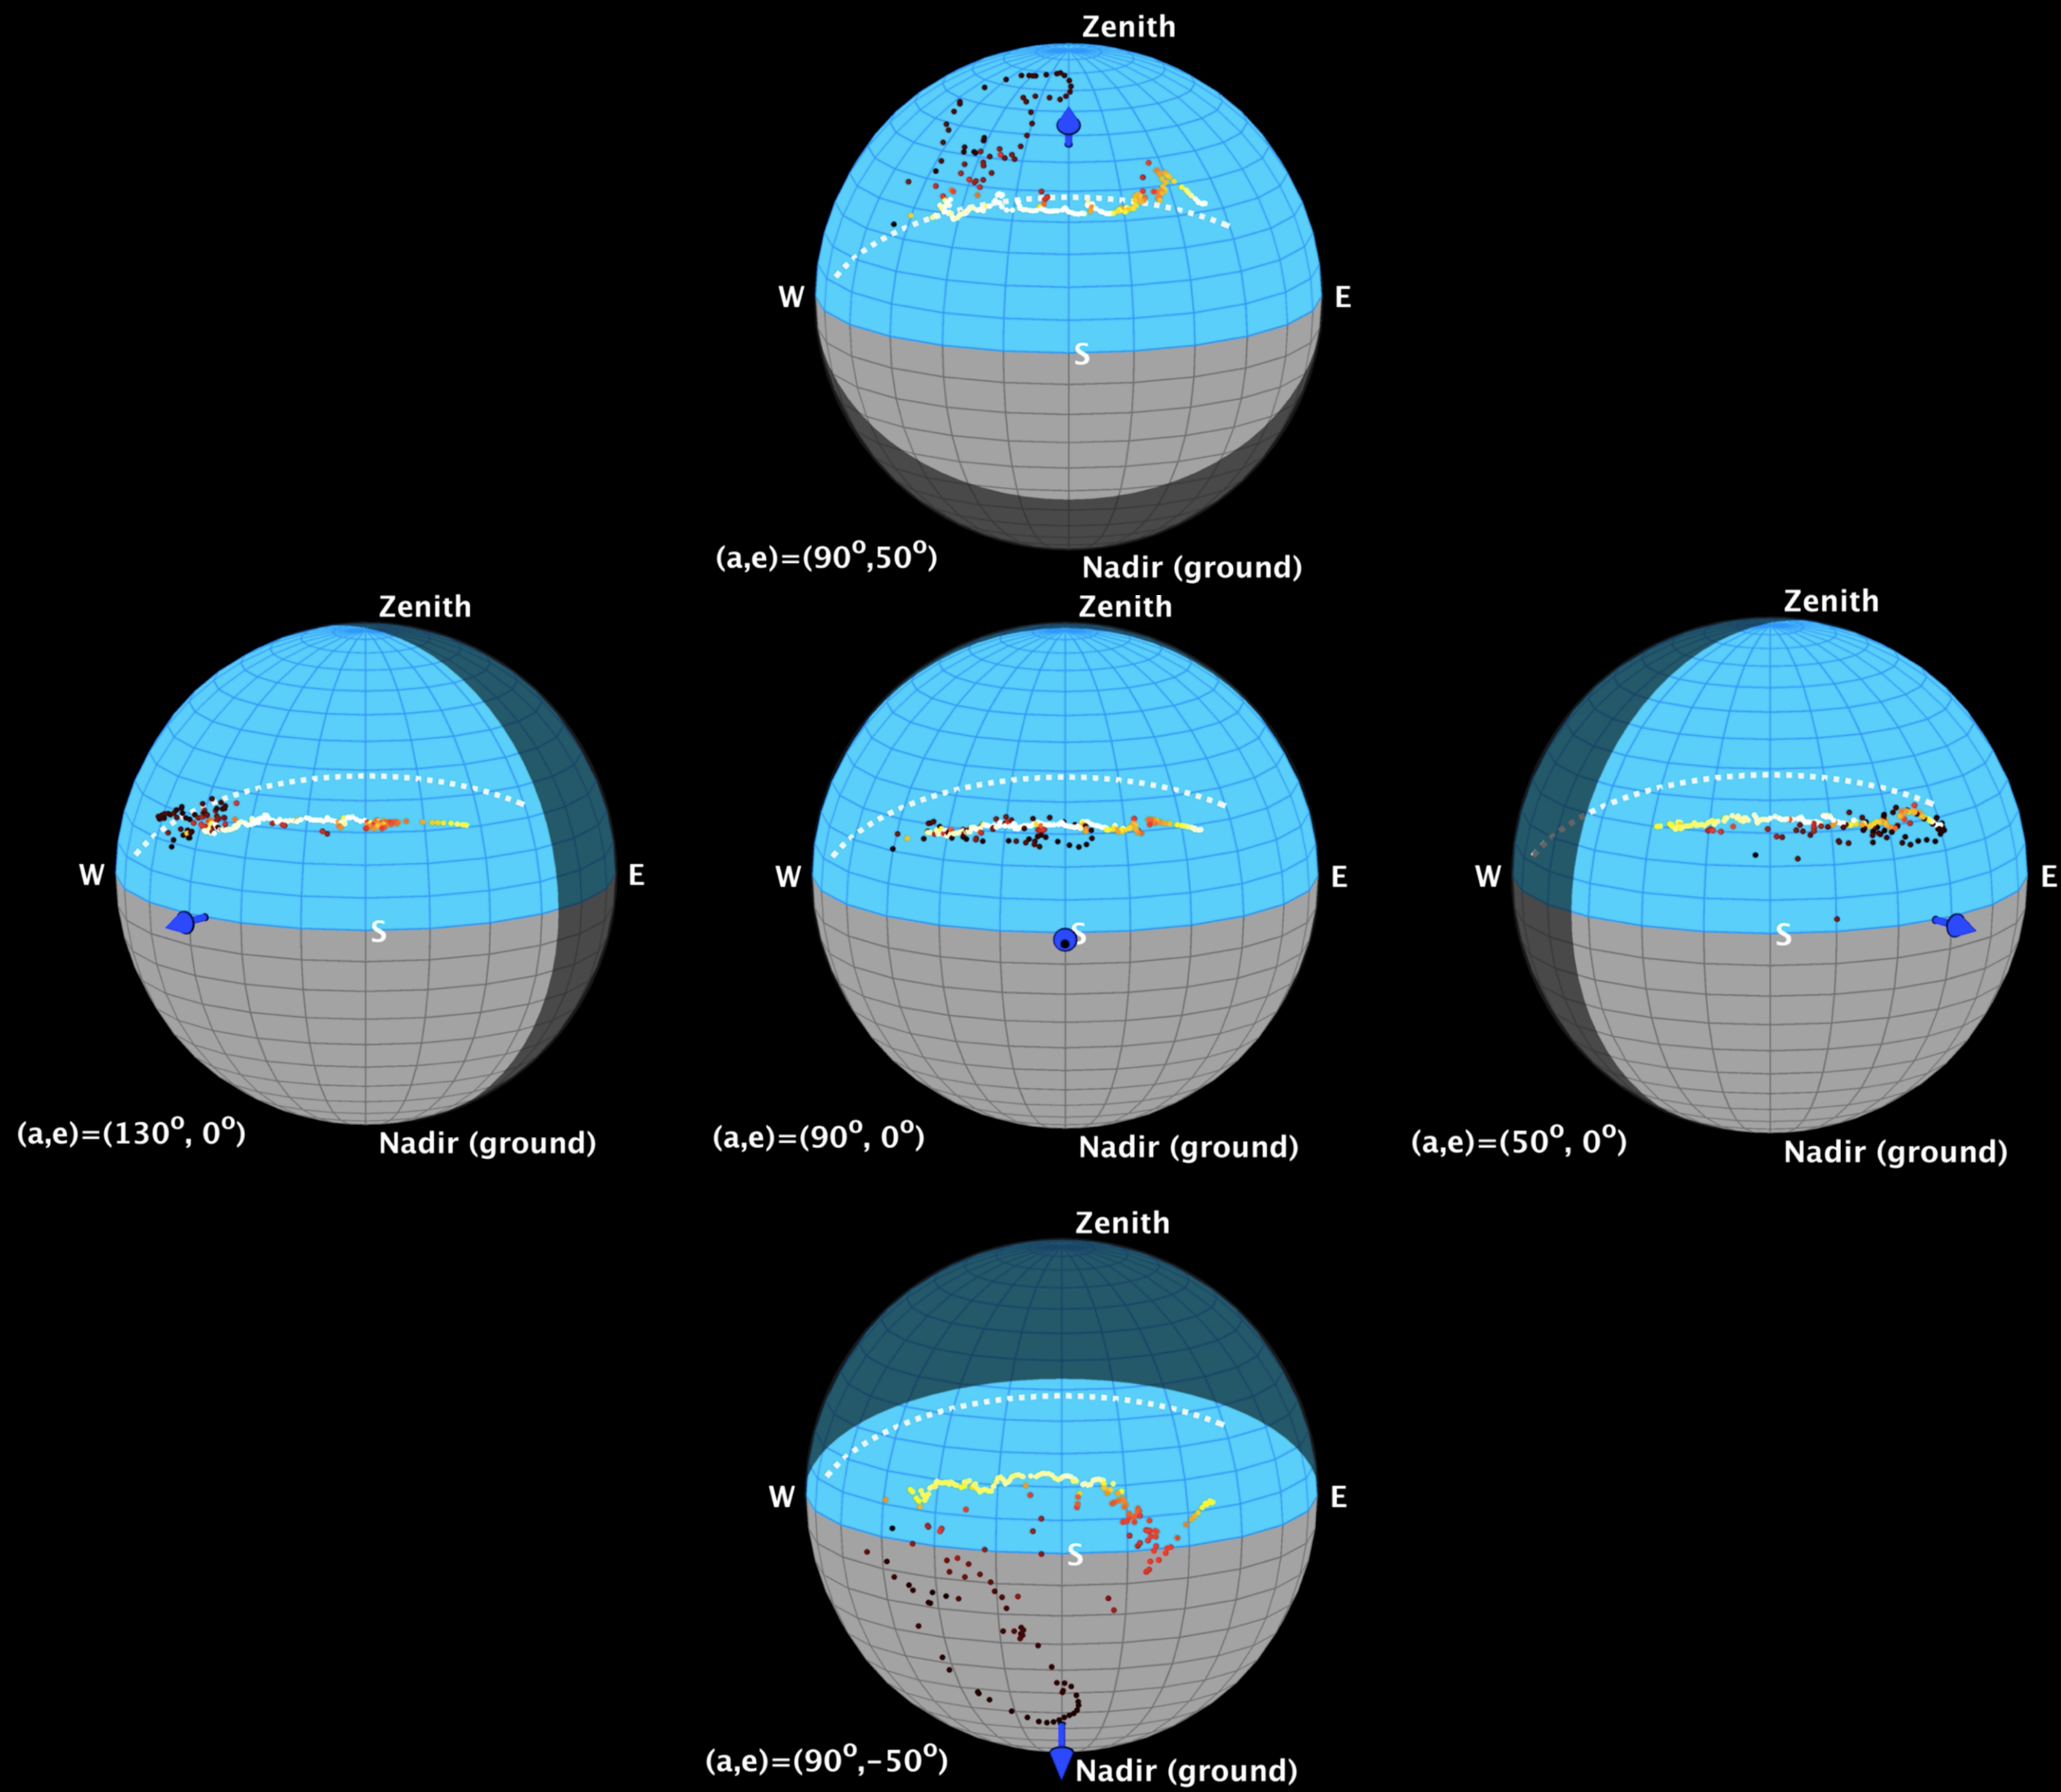 Zenith
W
E
S
(a,e)=(90°,50°)
Nadir (ground)
Zenith
W
E
S
(a,e)=(130°, 0°)
Nadir (ground)
Zenith
W
E
S
(a,e)=(90°, 0°)
Nadir (ground)
Zenith
W
E
S
(a,e)=(50°, 0°)
Nadir (ground)
Zenith
W
E
S
(a,e)=(90°,-50°)
Nadir (ground)